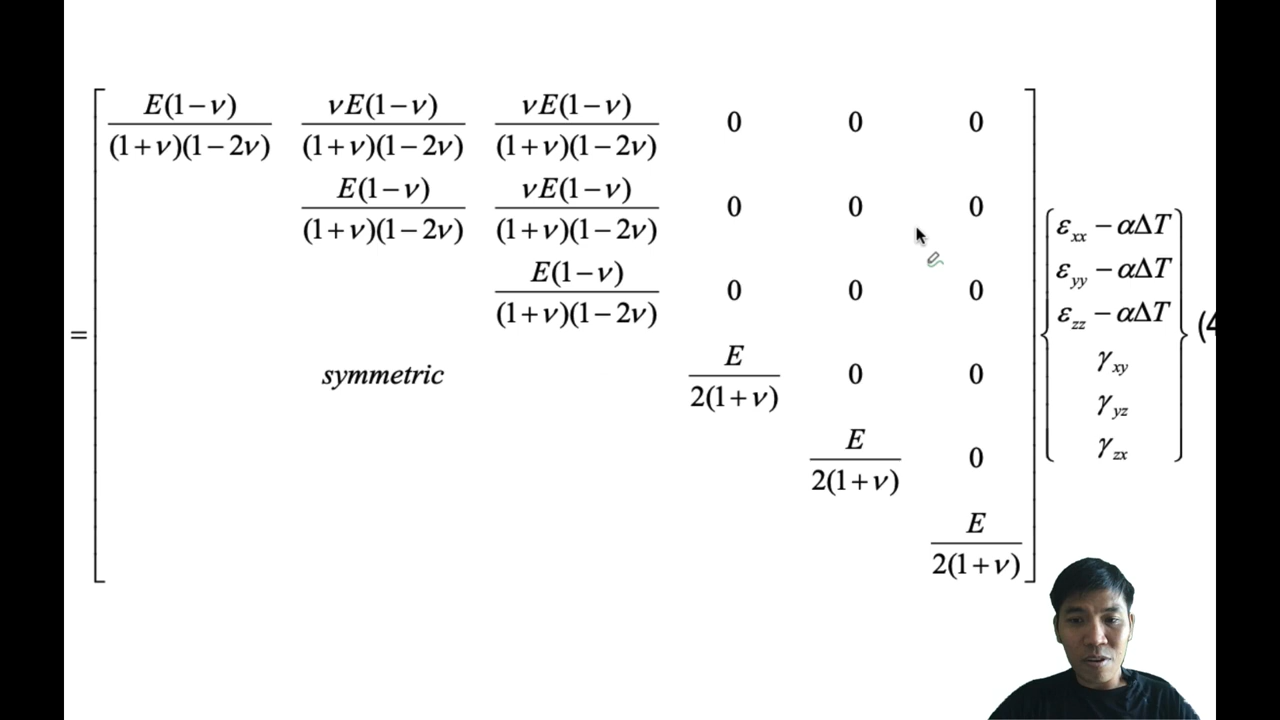 E(1−ν)/(1+ν)(1−2ν) νE(1−ν)/(1+ν)(1−2ν) νE(1−ν)/(1+ν)(1−2ν) 0 0 0
E(1−ν)/(1+ν)(1−2ν) νE(1−ν)/(1+ν)(1−2ν) 0 0 0
E(1−ν)/(1+ν)(1−2ν) 0 0 0
=
symmetric E/2(1+ν) 0 0
E/2(1+ν) 0
E/2(1+ν)
ε_xx − αΔT
ε_yy − αΔT
ε_zz − αΔT
γ_xy
γ_yz
γ_zx
(4